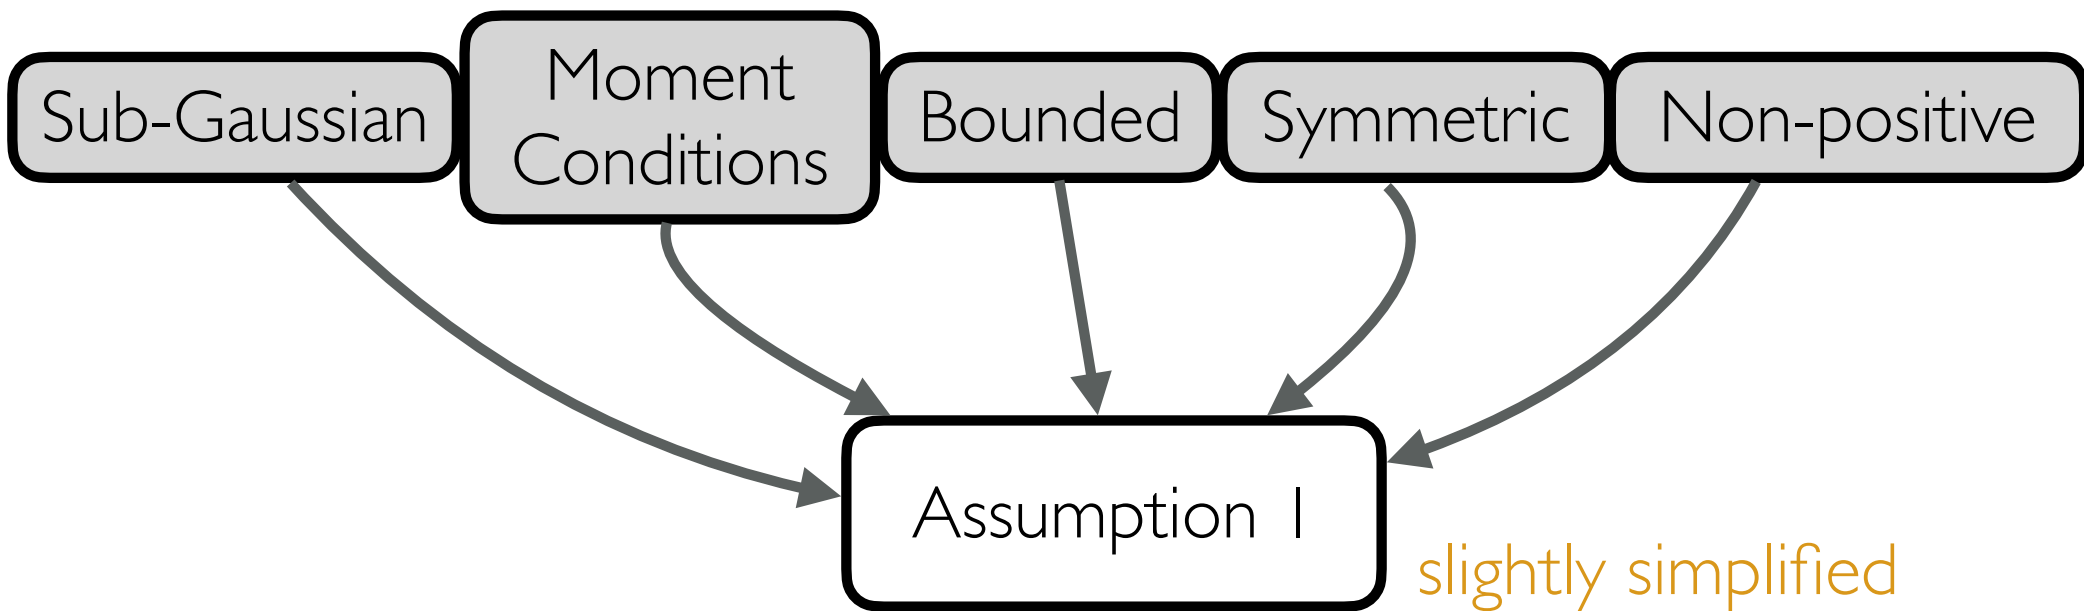 Sub-Gaussian
Moment
Conditions
Bounded
Symmetric
Non-positive
Assumption 1
slightly simplified